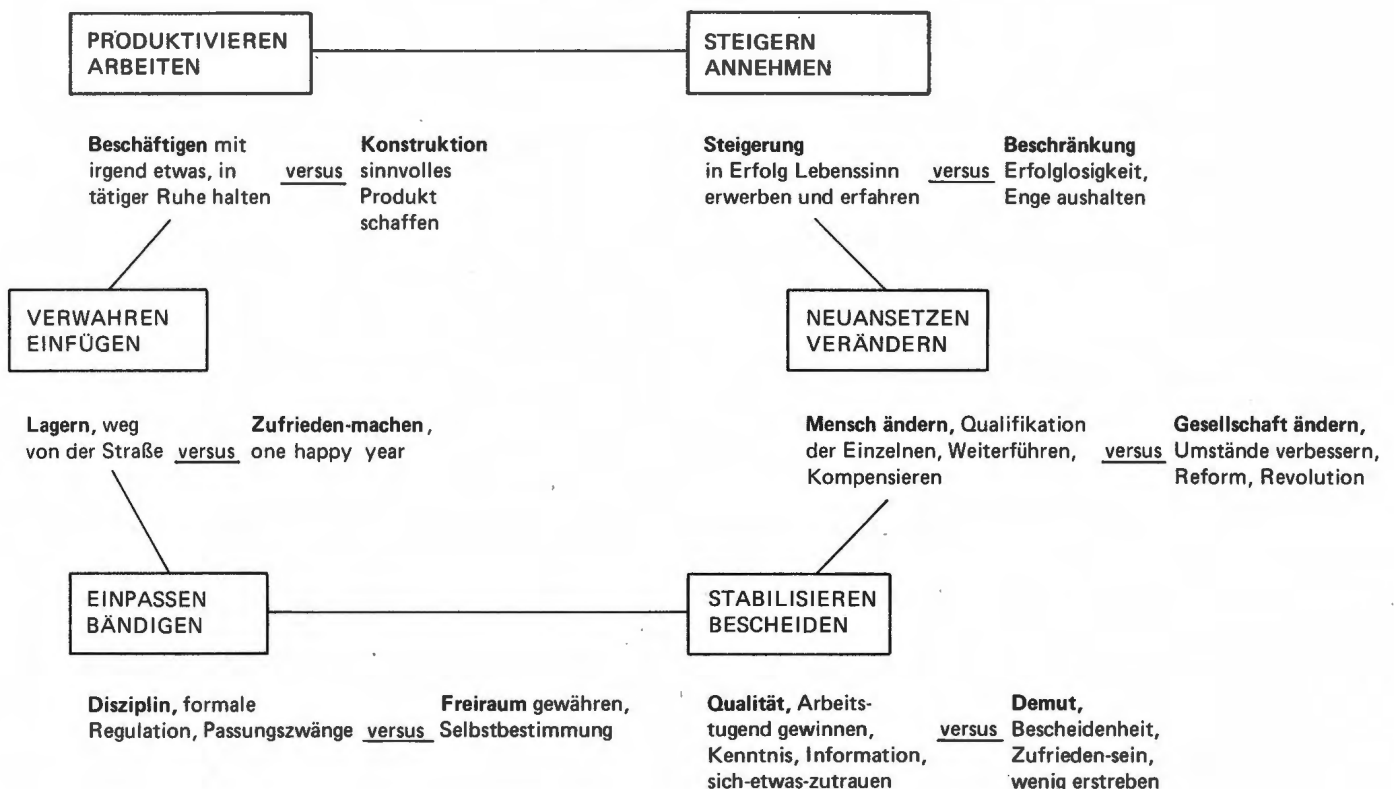 PRODUKTIVIEREN
ARBEITEN
STEIGERN
ANNEHMEN
Beschäftigen mit
irgend etwas, in
tätiger Ruhe halten
versus
Konstruktion
sinnvolles
Produkt
schaffen
Steigerung
in Erfolg Lebenssinn
erwerben und erfahren
versus
Beschränkung
Erfolglosigkeit,
Enge aushalten
VERWAHREN
EINFÜGEN
NEUANSETZEN
VERÄNDERN
Lagern, weg
von der Straße
versus
Zufrieden-machen,
one happy year
Mensch ändern, Qualifikation
der Einzelnen, Weiterführen,
Kompensieren
versus
Gesellschaft ändern,
Umstände verbessern,
Reform, Revolution
EINPASSEN
BÄNDIGEN
STABILISIEREN
BESCHEIDEN
Disziplin, formale
Regulation, Passungszwänge
versus
Freiraum gewähren,
Selbstbestimmung
Qualität, Arbeits-
tugend gewinnen,
Kenntnis, Information,
sich-etwas-zutrauen
versus
Demut,
Bescheidenheit,
Zufrieden-sein,
wenig erstreben